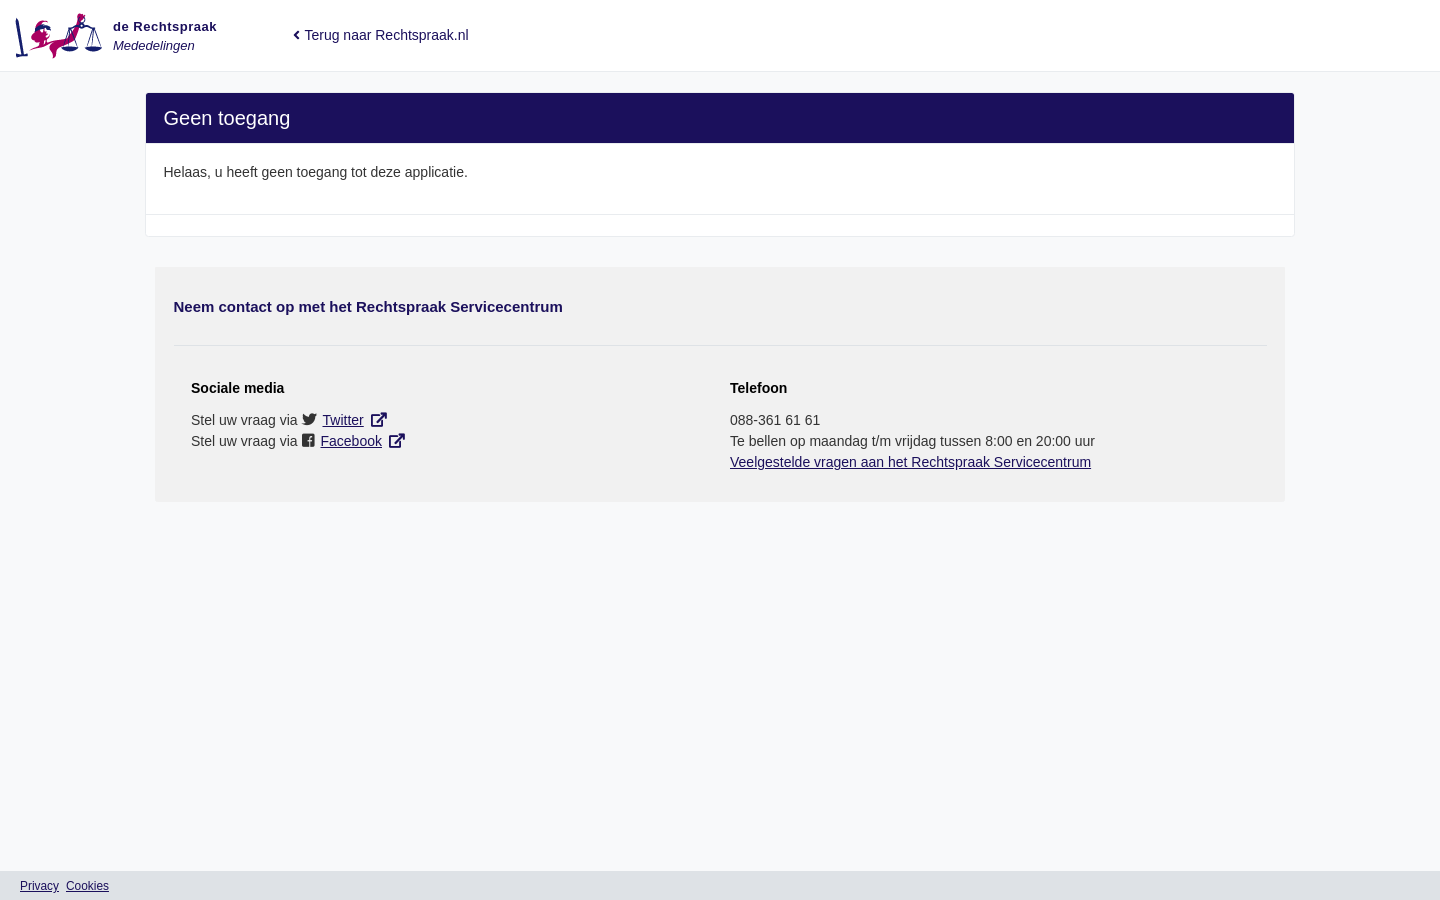 de Rechtspraak
Mededelingen
Terug naar Rechtspraak.nl
Geen toegang
Helaas, u heeft geen toegang tot deze applicatie.
Neem contact op met het Rechtspraak Servicecentrum
Sociale media
Stel uw vraag via Twitter
Stel uw vraag via Facebook
Telefoon
088-361 61 61
Te bellen op maandag t/m vrijdag tussen 8:00 en 20:00 uur
Veelgestelde vragen aan het Rechtspraak Servicecentrum
Privacy Cookies